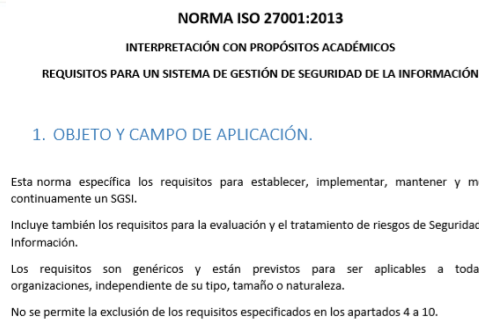 NORMA ISO 27001:2013
INTERPRETACIÓN CON PROPÓSITOS ACADÉMICOS
REQUISITOS PARA UN SISTEMA DE GESTIÓN DE SEGURIDAD DE LA INFORMACIÓN
1. OBJETO Y CAMPO DE APLICACIÓN.
Esta norma específica los requisitos para establecer, implementar, mantener y
continuamente un SGSI.
Incluye también los requisitos para la evaluación y el tratamiento de riesgos de Seguridad
Información.
Los requisitos son genéricos y están previstos para ser aplicables a toda
organizaciones, independiente de su tipo, tamaño o naturaleza.
No se permite la exclusión de los requisitos especificados en los apartados 4 a 10.